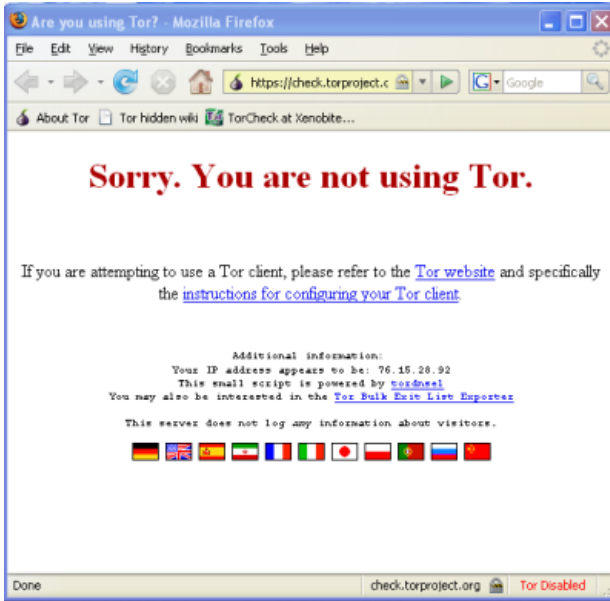 Are you using Tor? - Mozilla Firefox
File Edit View History Bookmarks Tools Help
https://check.torproject.c G Google
About Tor Tor hidden wiki TorCheck at Xenobite...
Sorry. You are not using Tor.
If you are attempting to use a Tor client, please refer to the Tor website and specifically
the instructions for configuring your Tor client.
Additional information:
Your IP address appears to be: 76.15.28.92
This small script is powered by tordnsel
You may also be interested in the Tor Bulk Exit List Exporter
This server does not log any information about visitors.
Done check.torproject.org Tor Disabled